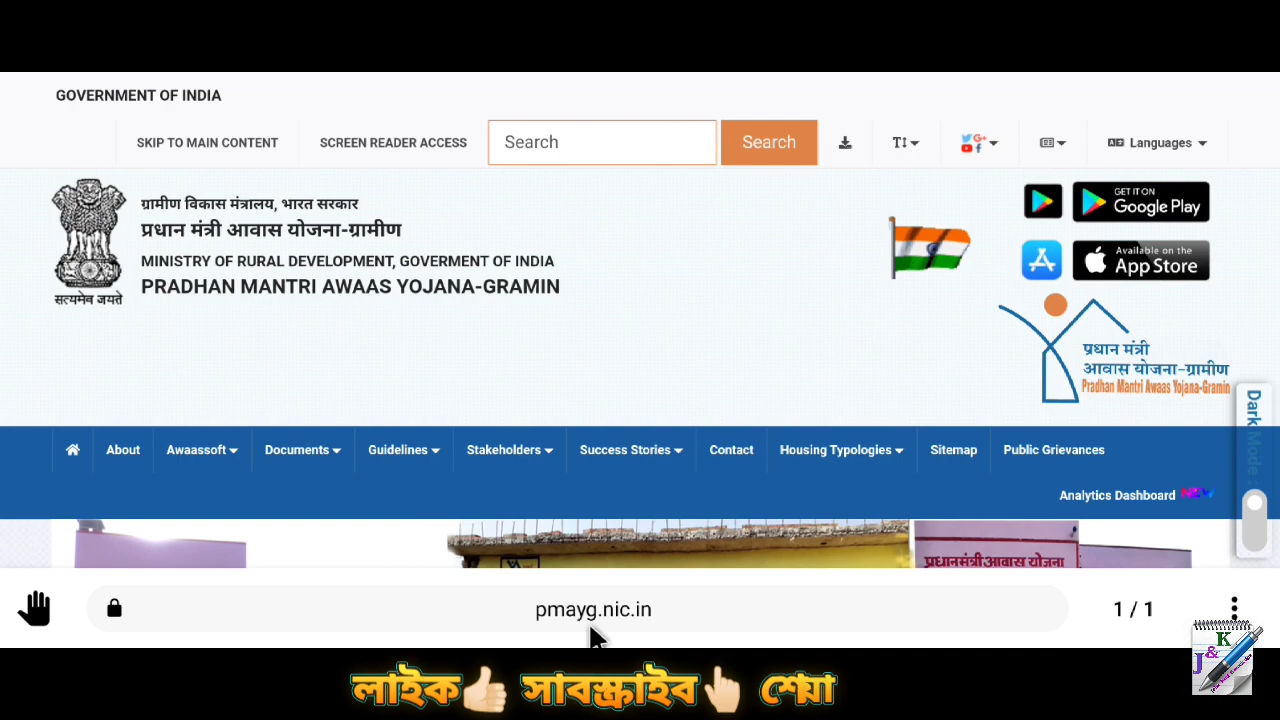 GOVERNMENT OF INDIA
SKIP TO MAIN CONTENT SCREEN READER ACCESS Search Search Languages
ग्रामीण विकास मंत्रालय, भारत सरकार
प्रधान मंत्री आवास योजना-ग्रामीण
MINISTRY OF RURAL DEVELOPMENT, GOVERMENT OF INDIA
PRADHAN MANTRI AWAAS YOJANA-GRAMIN
सत्यमेव जयते
GET IT ON
Google Play
Available on the
App Store
प्रधान मंत्री
आवास योजना-ग्रामीण
Pradhan Mantri Awaas Yojana-Gramin
Dark Mode :
About Awaassoft Documents Guidelines Stakeholders Success Stories Contact Housing Typologies Sitemap Public Grievances
Analytics Dashboard NEW
प्रधानमंत्री आवास योजना
pmayg.nic.in 1 / 1
J&K
লাইক সাবস্ক্রাইব শেয়া